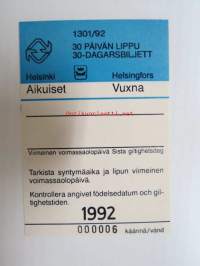 1301/92
30 PÄIVÄN LIPPU
30-DAGARSBILJETT
Helsinki Helsingfors
Aikuiset Vuxna
Viimeinen voimassaolopäivä Sista giltighetsdag
Tarkista syntymäaika ja lipun viimeinen
voimassaolopäivä.
Kontrollera angivet födelsedatum och gil-
tighetstiden.
1992
000006 käännä/vänd